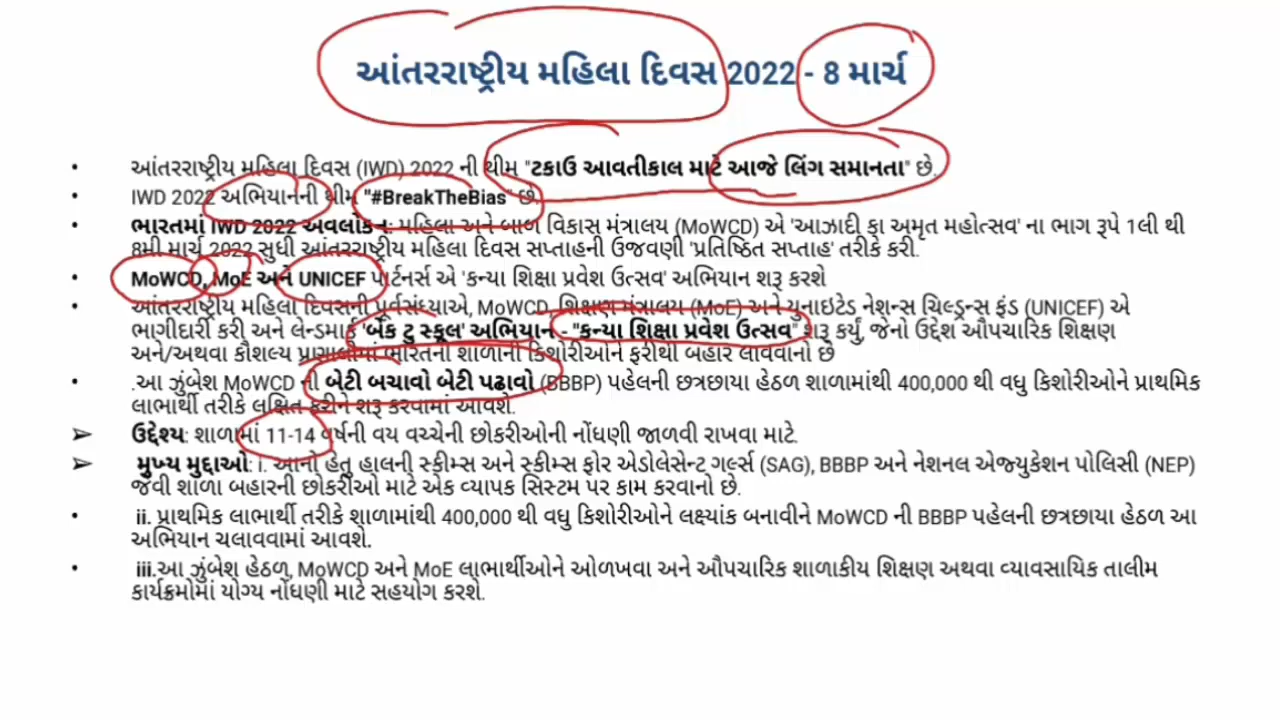 આંતરરાષ્ટ્રીય મહિલા દિવસ 2022 - 8 માર્ચ
• આંતરરાષ્ટ્રીય મહિલા દિવસ (IWD) 2022 ની થીમ "ટકાઉ આવતીકાલ માટે આજે લિંગ સમાનતા" છે.
• IWD 2022 અભિયાનની થીમ "#BreakTheBias" છે.
• ભારતમાં IWD 2022 અવલોકન: મહિલા અને બાળ વિકાસ મંત્રાલય (MoWCD) એ 'આઝાદી કા અમૃત મહોત્સવ' ના ભાગ રૂપે 1લી થી
8મી માર્ચ 2022 સુધી આંતરરાષ્ટ્રીય મહિલા દિવસ સપ્તાહની ઉજવણી 'પ્રતિષ્ઠિત સપ્તાહ' તરીકે કરી.
• MoWCD, MoE અને UNICEF પાર્ટનર્સ એ 'કન્યા શિક્ષા પ્રવેશ ઉત્સવ' અભિયાન શરૂ કરશે
• આંતરરાષ્ટ્રીય મહિલા દિવસની પૂર્વસંધ્યાએ, MoWCD, શિક્ષણ મંત્રાલય (MoE) અને યુનાઇટેડ નેશન્સ ચિલ્ડ્રન્સ ફંડ (UNICEF) એ
ભાગીદારી કરી અને લેન્ડમાર્ક 'બેક ટુ સ્કૂલ' અભિયાન - "કન્યા શિક્ષા પ્રવેશ ઉત્સવ" શરૂ કર્યું, જેનો ઉદ્દેશ ઔપચારિક શિક્ષણ
અને/અથવા કૌશલ્ય પ્રણાલીમાં ભારતની શાળાની કિશોરીઓને ફરીથી બહાર લાવવાનો છે
• .આ ઝુંબેશ MoWCD ની બેટી બચાવો બેટી પઢાવો (BBBP) પહેલની છત્રછાયા હેઠળ શાળામાંથી 400,000 થી વધુ કિશોરીઓને પ્રાથમિક
લાભાર્થી તરીકે લક્ષિત કરીને શરૂ કરવામાં આવશે.
➢ ઉદ્દેશ્ય: શાળામાં 11-14 વર્ષની વય વચ્ચેની છોકરીઓની નોંધણી જાળવી રાખવા માટે.
➢ મુખ્ય મુદ્દાઓ: i. આનો હેતુ હાલની સ્કીમ્સ અને સ્કીમ્સ ફોર એડોલેસેન્ટ ગર્લ્સ (SAG), BBBP અને નેશનલ એજ્યુકેશન પોલિસી (NEP)
જેવી શાળા બહારની છોકરીઓ માટે એક વ્યાપક સિસ્ટમ પર કામ કરવાનો છે.
• ii. પ્રાથમિક લાભાર્થી તરીકે શાળામાંથી 400,000 થી વધુ કિશોરીઓને લક્ષ્યાંક બનાવીને MoWCD ની BBBP પહેલની છત્રછાયા હેઠળ આ
અભિયાન ચલાવવામાં આવશે.
• iii.આ ઝુંબેશ હેઠળ, MoWCD અને MoE લાભાર્થીઓને ઓળખવા અને ઔપચારિક શાળાકીય શિક્ષણ અથવા વ્યાવસાયિક તાલીમ
કાર્યક્રમોમાં યોગ્ય નોંધણી માટે સહયોગ કરશે.